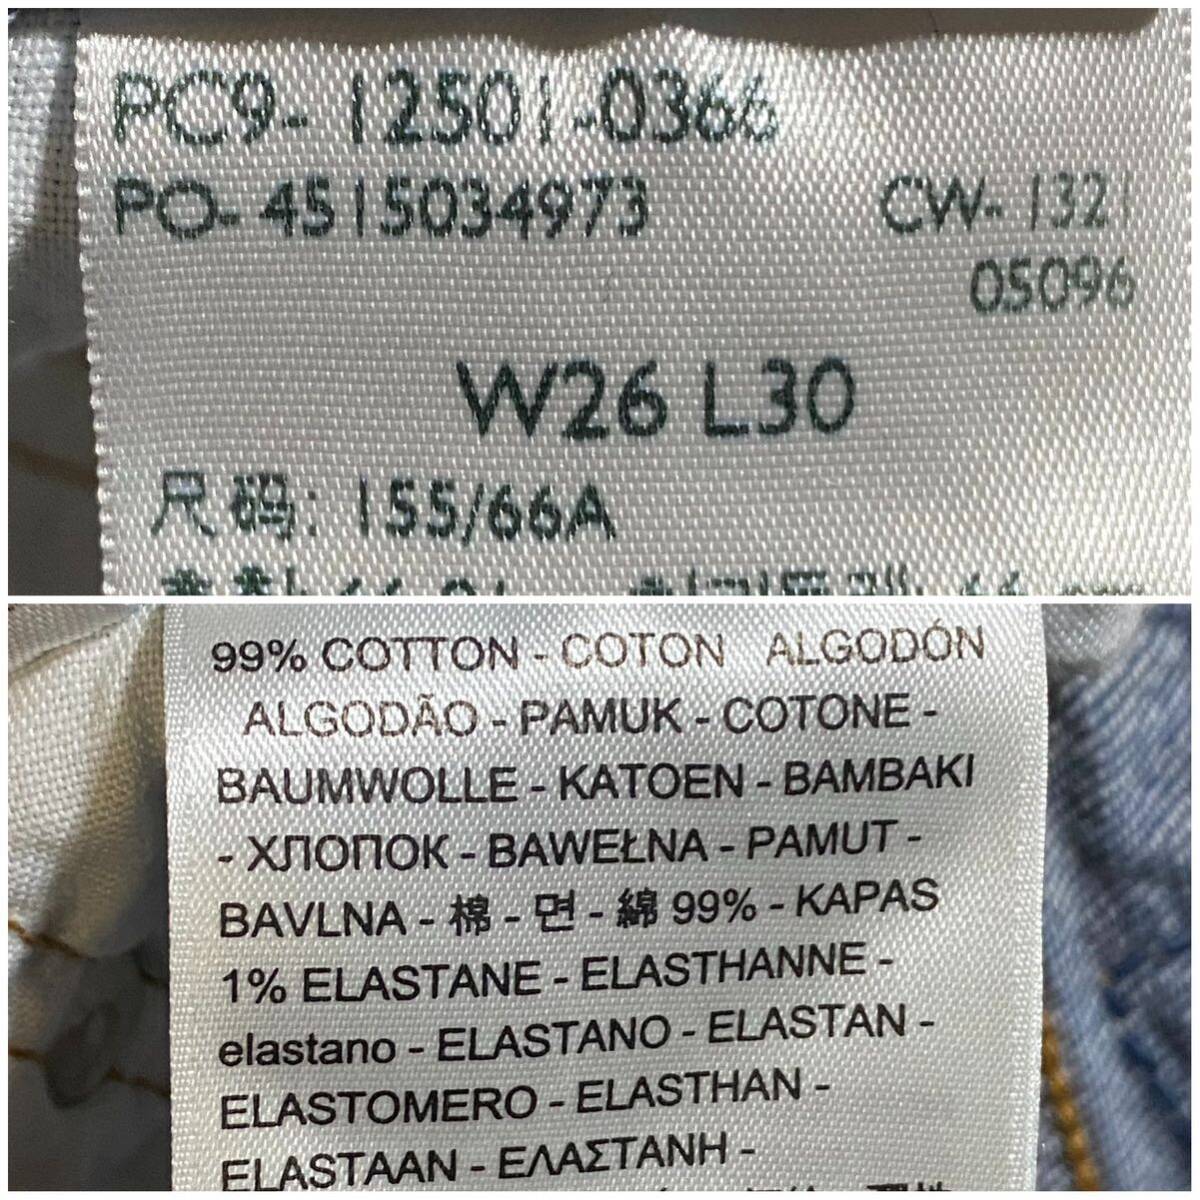 PC9-12501-0366
PO-4515034973 CW-1321
05096
W26 L30
尺码: 155/66A
99% COTTON - COTON ALGODÓN
ALGODÃO - PAMUK - COTONE -
BAUMWOLLE - KATOEN - BAMBAKI
- ХЛОПОК - BAWEŁNA - PAMUT -
BAVLNA - 棉 - 면 - 綿 99% - KAPAS
1% ELASTANE - ELASTHANNE -
elastano - ELASTANO - ELASTAN -
ELASTOMERO - ELASTHAN -
ELASTAAN - ΕΛΑΣΤΑΝΗ -